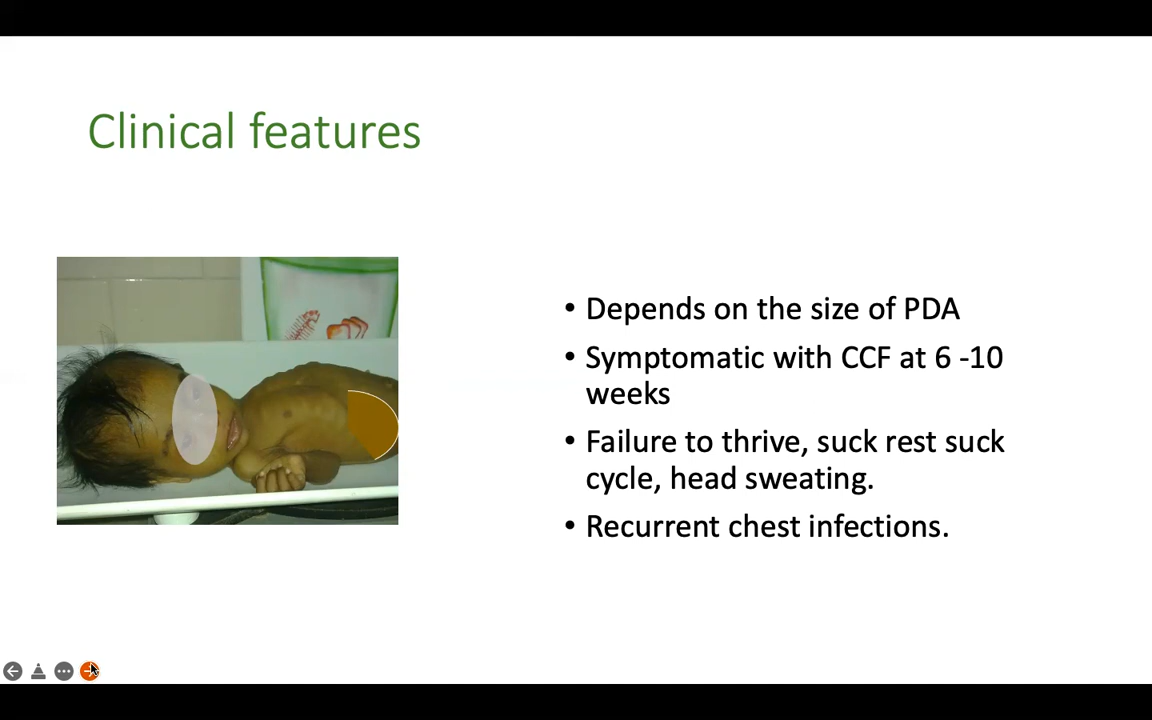 Clinical features
• Depends on the size of PDA
• Symptomatic with CCF at 6 -10
weeks
• Failure to thrive, suck rest suck
cycle, head sweating.
• Recurrent chest infections.